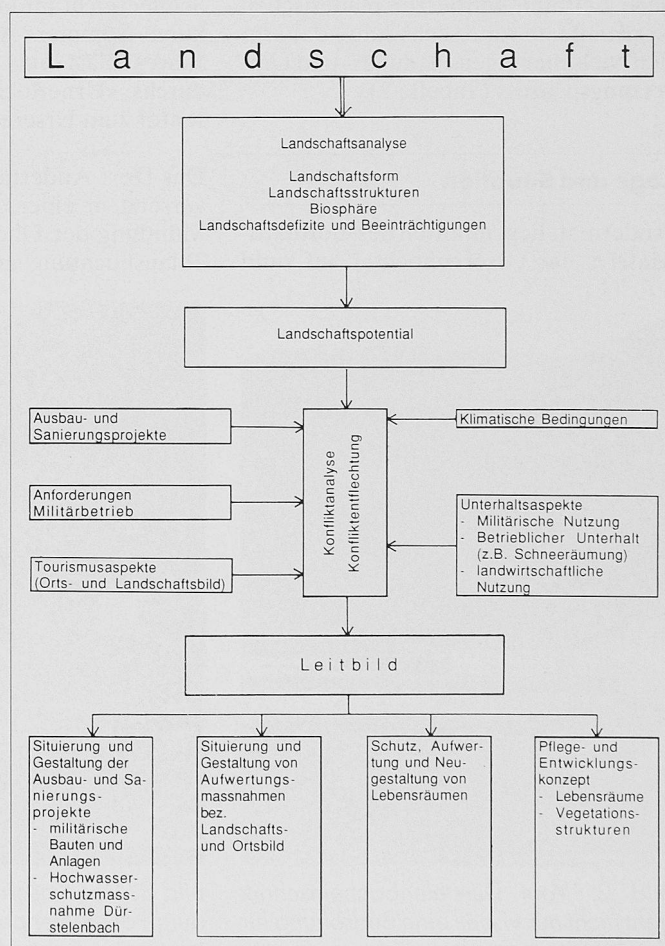 Landschaft
Landschaftsanalyse
Landschaftsform
Landschaftsstrukturen
Biosphäre
Landschaftsdefizite und Beeinträchtigungen
Landschaftspotential
Ausbau- und
Sanierungsprojekte
Anforderungen
Militärbetrieb
Tourismusaspekte
(Orts- und Landschaftsbild)
Konfliktanalyse
Konfliktentflechtung
Klimatische Bedingungen
Unterhaltsaspekte
- Militärische Nutzung
- Betrieblicher Unterhalt
(z.B. Schneeräumung)
- landwirtschaftliche
Nutzung
Leitbild
Situierung und
Gestaltung der
Ausbau- und Sa-
nierungs-
projekte
- militärische
Bauten und
Anlagen
- Hochwasser-
schutzmass-
nahme Dür-
stelenbach
Situierung und
Gestaltung von
Aufwertungs-
massnahmen
bez.
Landschafts-
und Ortsbild
Schutz, Aufwer-
tung und Neu-
gestaltung von
Lebensräumen
Pflege- und
Entwicklungs-
konzept
- Lebensräume
- Vegetations-
strukturen